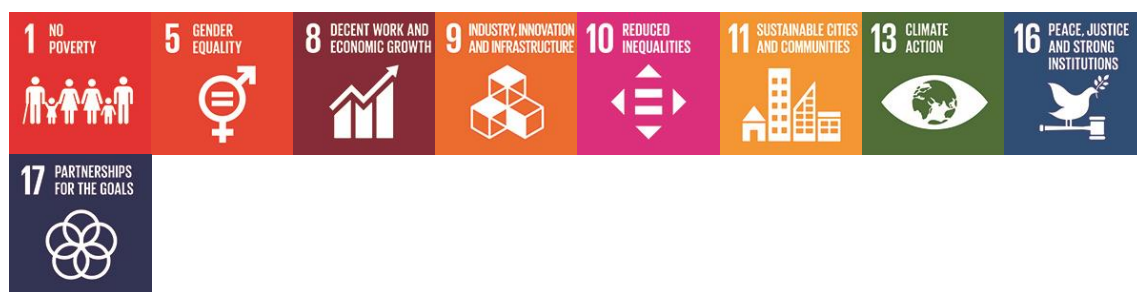 1 NO
POVERTY
5 GENDER
EQUALITY
8 DECENT WORK AND
ECONOMIC GROWTH
9 INDUSTRY, INNOVATION
AND INFRASTRUCTURE
10 REDUCED
INEQUALITIES
11 SUSTAINABLE CITIES
AND COMMUNITIES
13 CLIMATE
ACTION
16 PEACE, JUSTICE
AND STRONG
INSTITUTIONS
17 PARTNERSHIPS
FOR THE GOALS